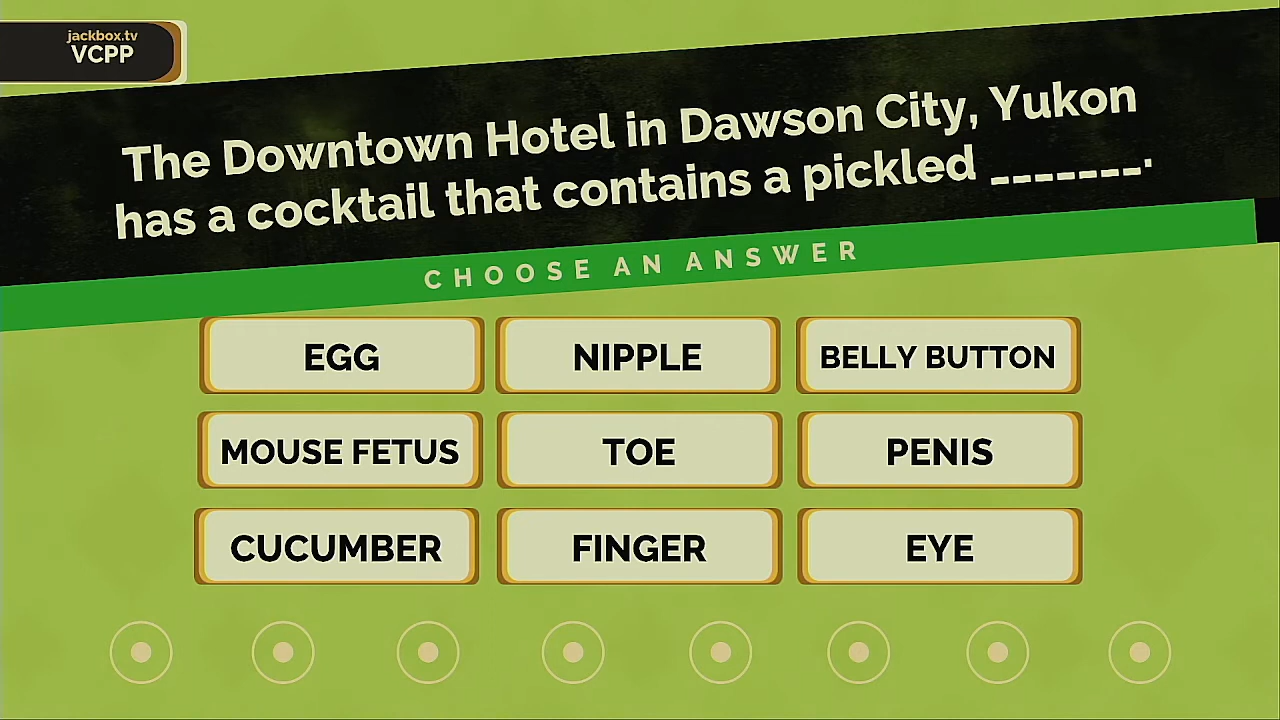 jackbox.tv
VCPP
The Downtown Hotel in Dawson City, Yukon
has a cocktail that contains a pickled _______.
CHOOSE AN ANSWER
EGG
NIPPLE
BELLY BUTTON
MOUSE FETUS
TOE
PENIS
CUCUMBER
FINGER
EYE